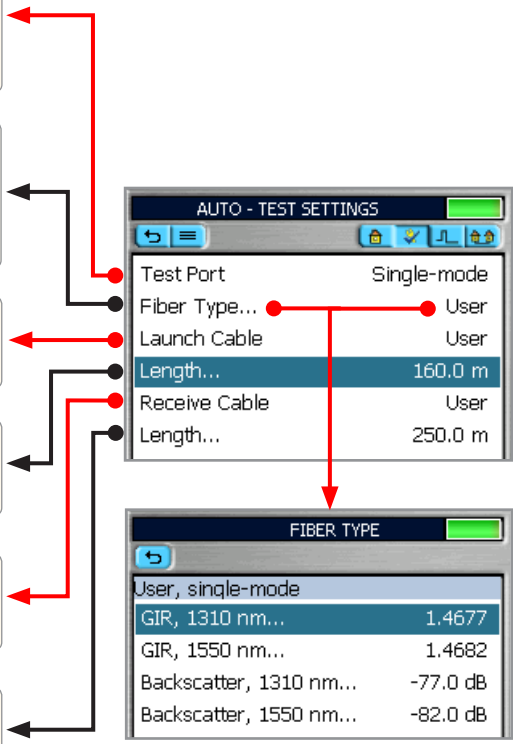 AUTO - TEST SETTINGS
Test Port Single-mode
Fiber Type... User
Launch Cable User
Length... 160.0 m
Receive Cable User
Length... 250.0 m
FIBER TYPE
User, single-mode
GIR, 1310 nm... 1.4677
GIR, 1550 nm... 1.4682
Backscatter, 1310 nm... -77.0 dB
Backscatter, 1550 nm... -82.0 dB